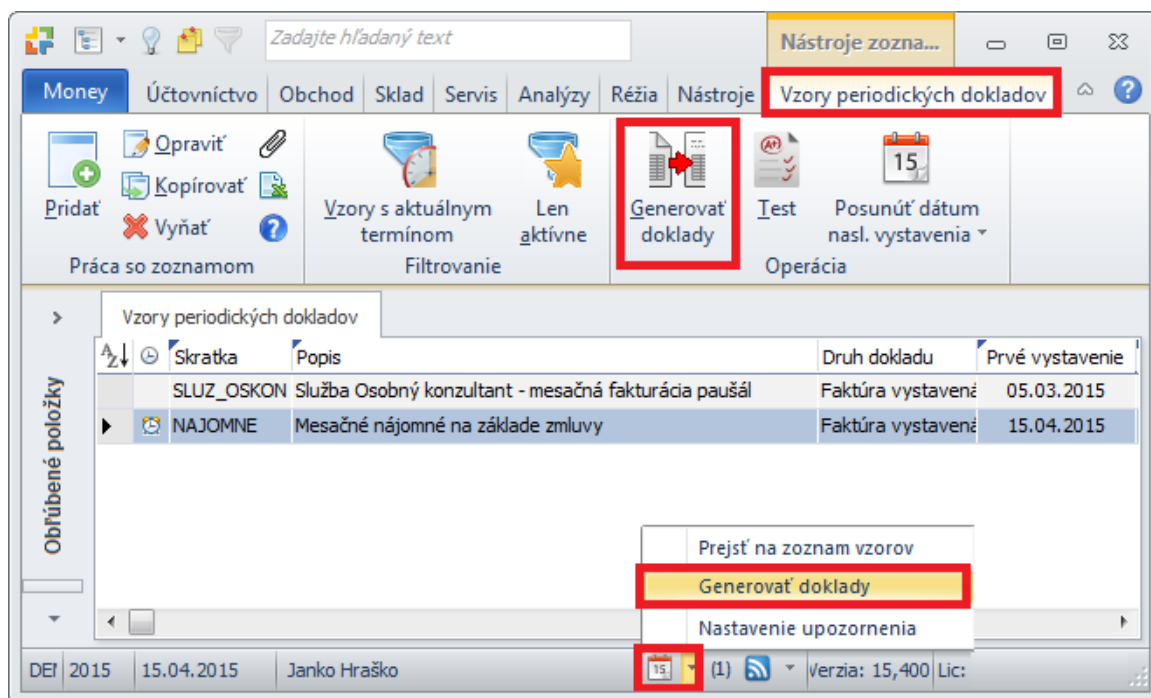 Zadajte hľadaný text
Nástroje zozna...
Money Účtovníctvo Obchod Sklad Servis Analýzy Réžia Nástroje Vzory periodických dokladov
Pridať
Opraviť
Kopírovať
Vyňať
Práca so zoznamom
Vzory s aktuálnym
termínom
Len
aktívne
Filtrovanie
Generovať
doklady
A+
Test
15
Posunúť dátum
nasl. vystavenia
Operácia
Vzory periodických dokladov
Obľúbené položky
AZ Skratka Popis Druh dokladu Prvé vystavenie
SLUZ_OSKON Služba Osobný konzultant - mesačná fakturácia paušál Faktúra vystavená 05.03.2015
NAJOMNE Mesačné nájomné na základe zmluvy Faktúra vystavená 15.04.2015
Prejsť na zoznam vzorov
Generovať doklady
Nastavenie upozornenia
DEI 2015 15.04.2015 Janko Hraško 15 (1) Verzia: 15,400 Lic: